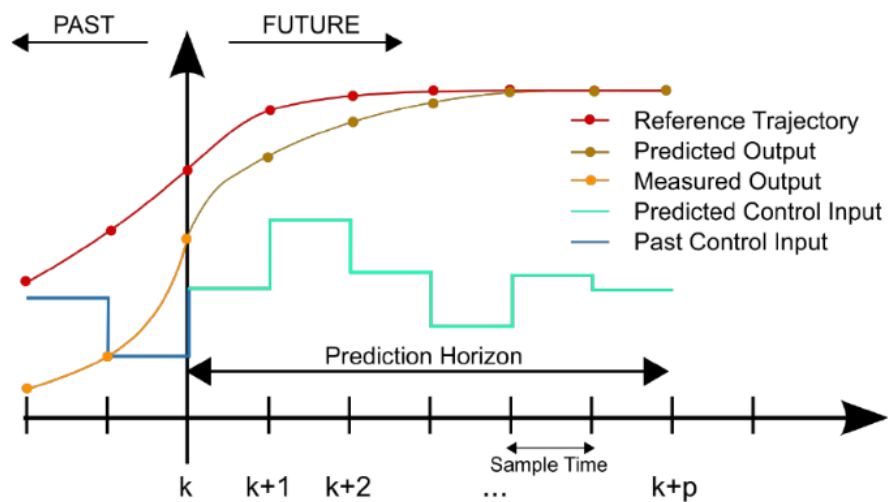 PAST
FUTURE
Reference Trajectory
Predicted Output
Measured Output
Predicted Control Input
Past Control Input
Prediction Horizon
Sample Time
k
k+1
k+2
...
k+p